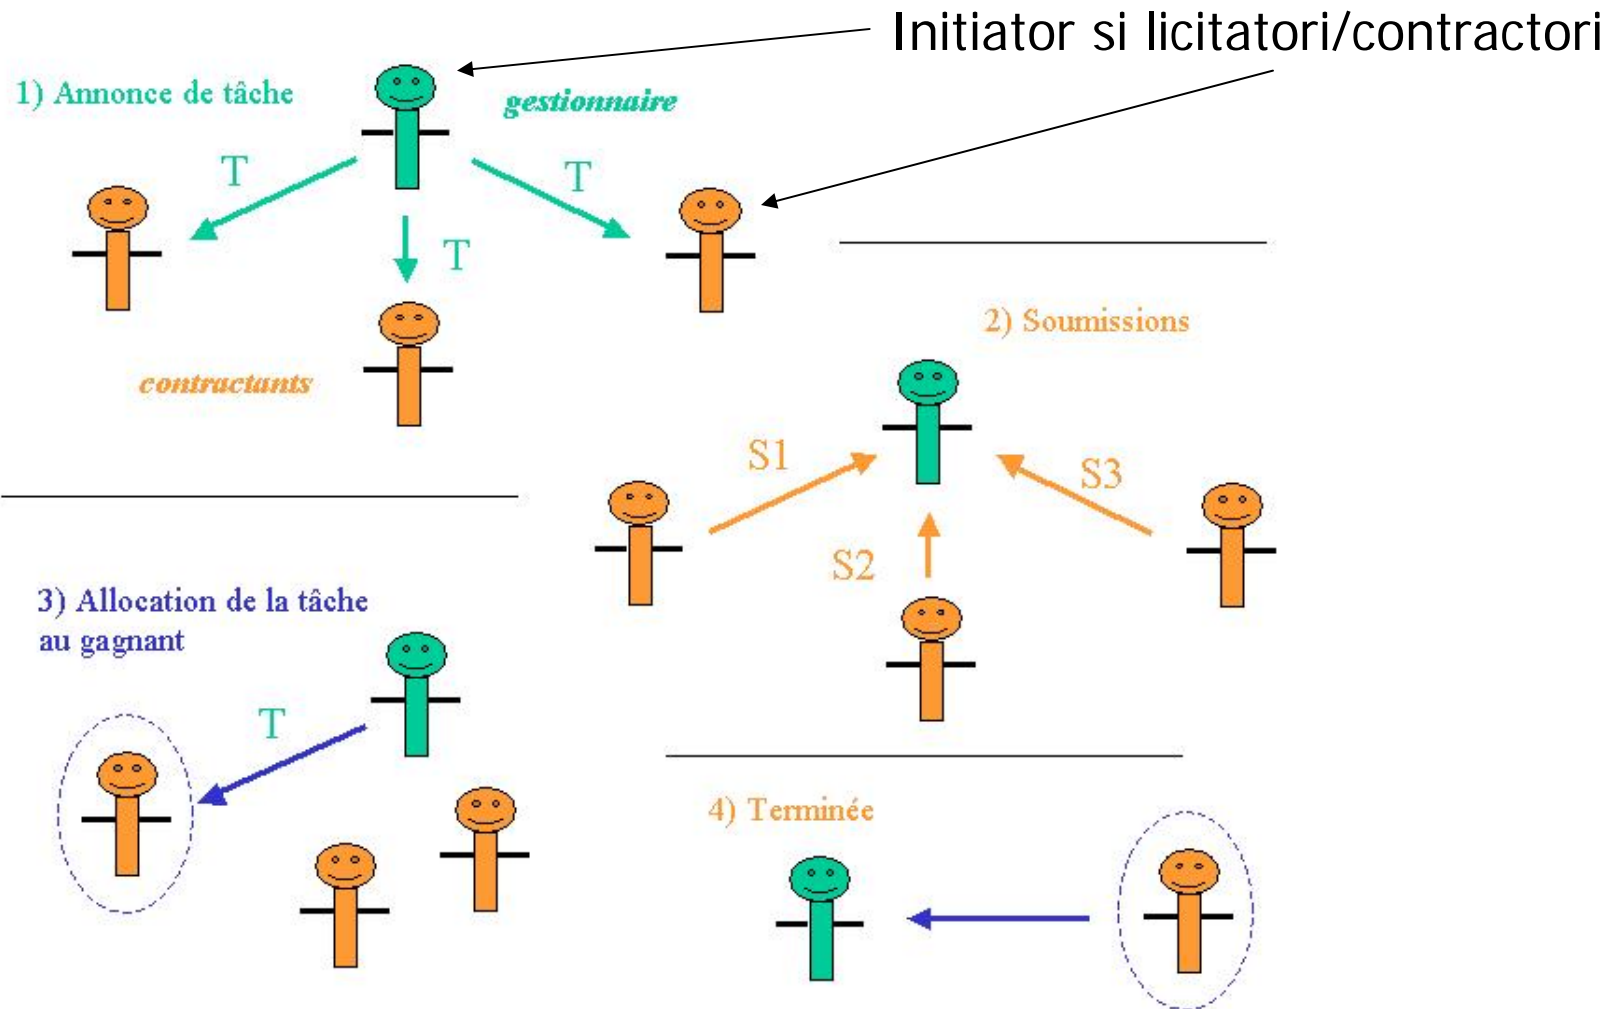 Initiator si licitatori/contractori
1) Annonce de tâche
gestionnaire
T
T
T
contractants
2) Soumissions
S1
S3
S2
3) Allocation de la tâche
au gagnant
T
4) Terminée